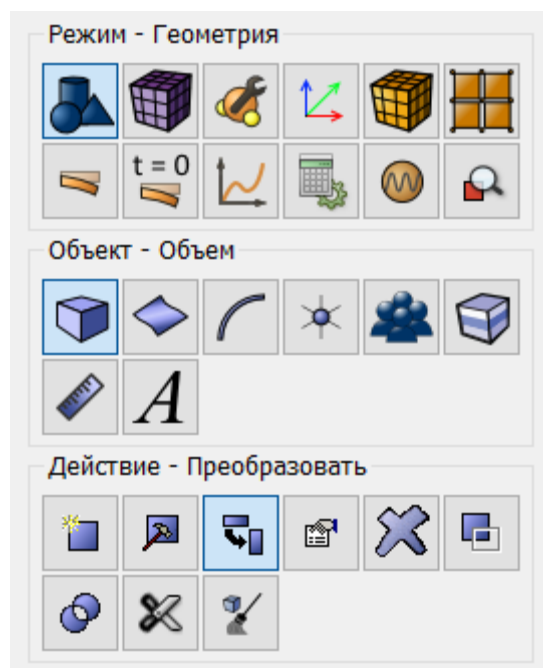 Режим - Геометрия
t = 0
Объект - Объем
A
Действие - Преобразовать